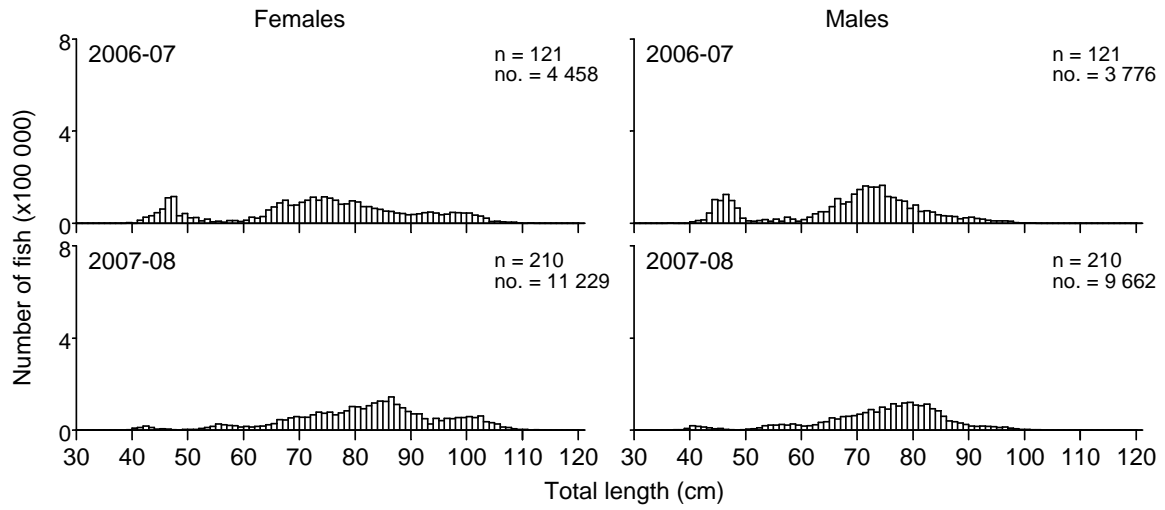 Females
Males
8
2006-07
n = 121
no. = 4 458
2006-07
n = 121
no. = 3 776
4
0
8
2007-08
n = 210
no. = 11 229
2007-08
n = 210
no. = 9 662
4
0
Number of fish (x100 000)
30 40 50 60 70 80 90 100 110 120
30 40 50 60 70 80 90 100 110 120
Total length (cm)